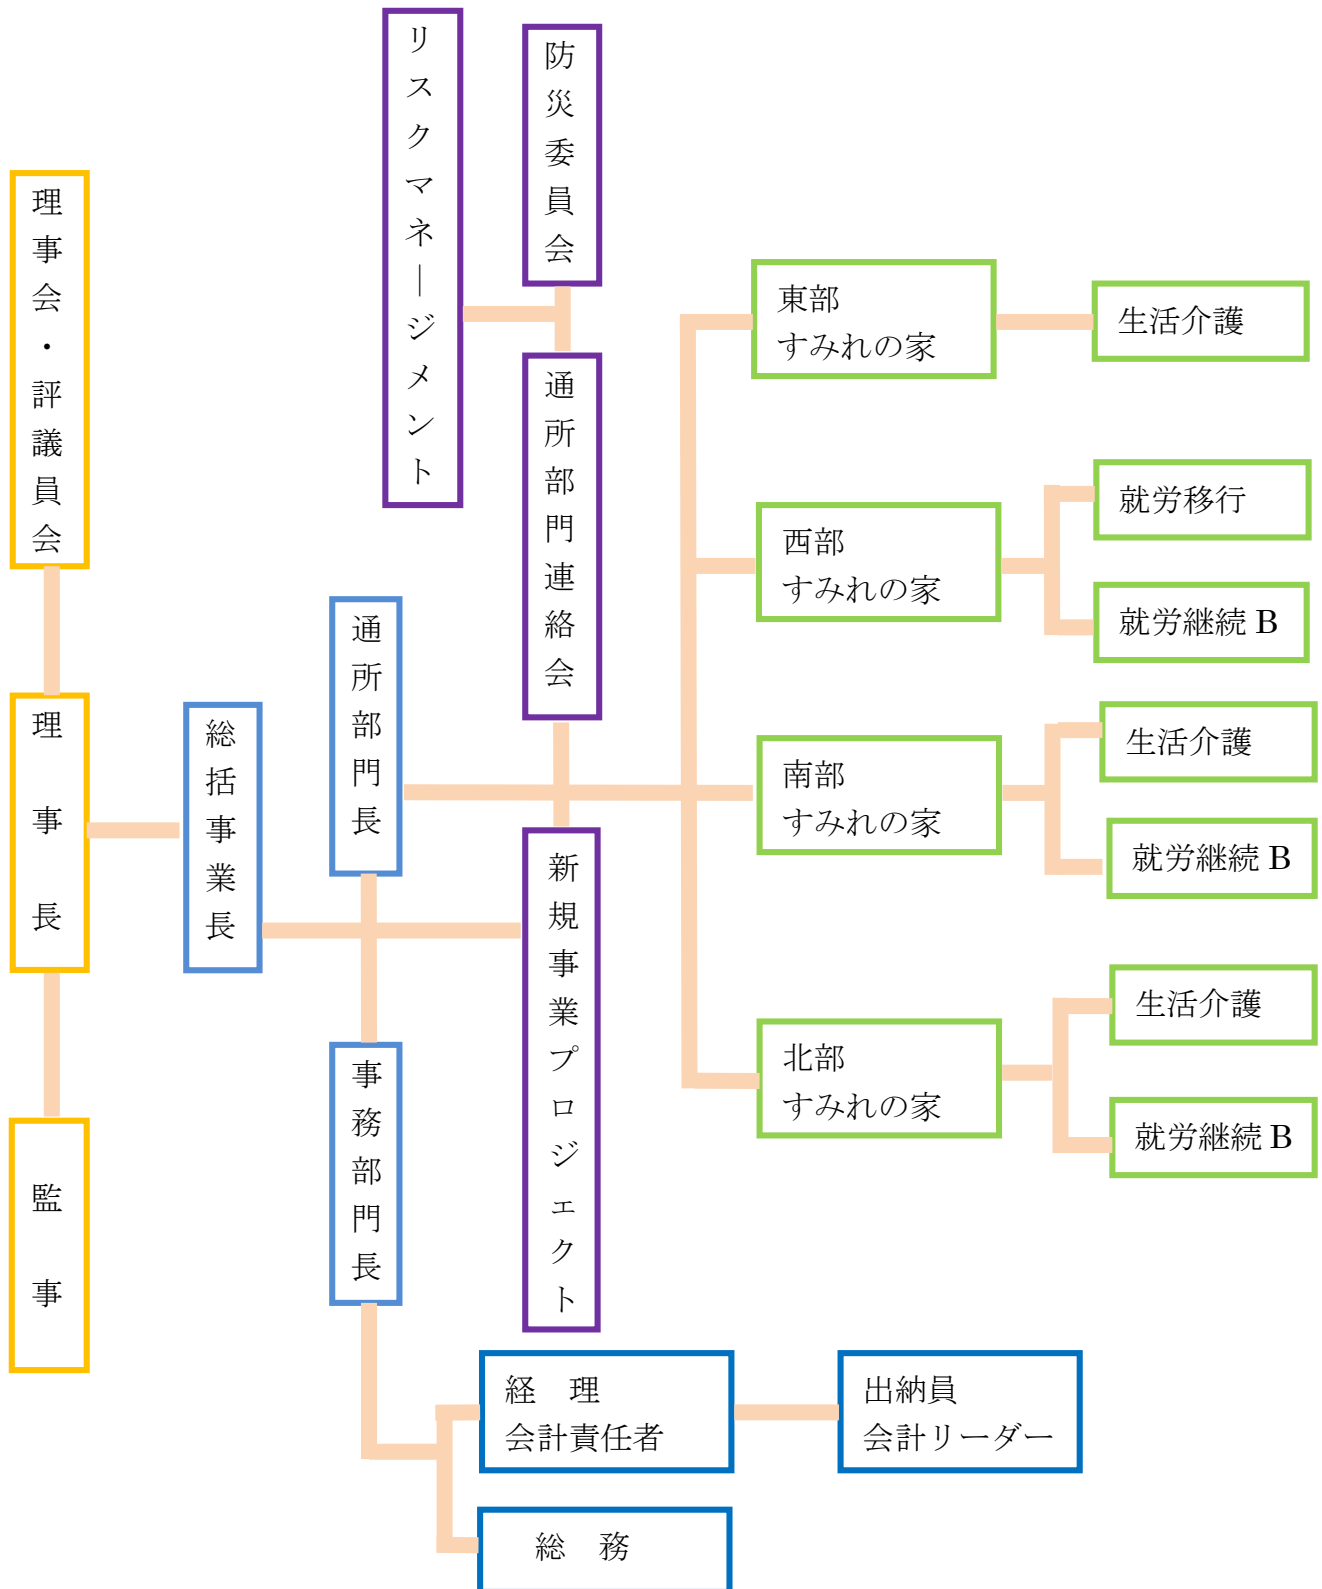 理事会・評議員会
理事長
監事
総括事業長
通所部門長
事務部門長
リスクマネージメント
防災委員会
通所部門連絡会
新規事業プロジェクト
東部
すみれの家
生活介護
西部
すみれの家
就労移行
就労継続 B
南部
すみれの家
生活介護
就労継続 B
北部
すみれの家
生活介護
就労継続 B
経　理
会計責任者
出納員
会計リーダー
総　務